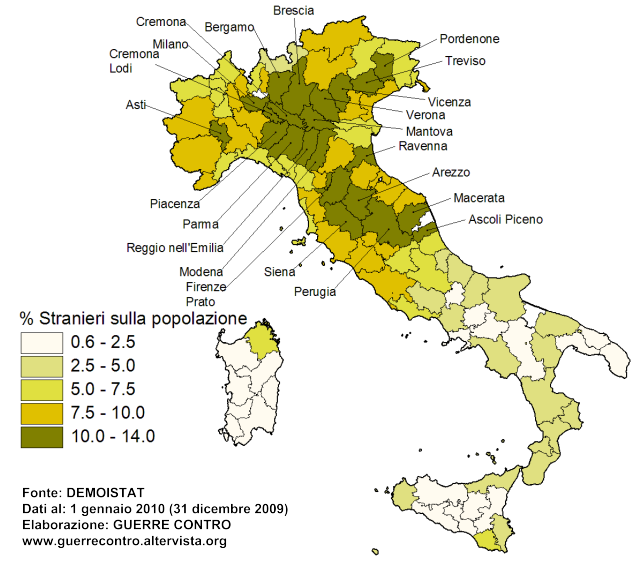 Brescia
Cremona
Bergamo
Milano
Pordenone
Cremona
Lodi
Treviso
Asti
Vicenza
Verona
Mantova
Ravenna
Arezzo
Piacenza
Macerata
Parma
Ascoli Piceno
Reggio nell'Emilia
Modena
Siena
Firenze
Perugia
Prato
% Stranieri sulla popolazione
0.6 - 2.5
2.5 - 5.0
5.0 - 7.5
7.5 - 10.0
10.0 - 14.0
Fonte: DEMOISTAT
Dati al: 1 gennaio 2010 (31 dicembre 2009)
Elaborazione: GUERRE CONTRO
www.guerrecontro.altervista.org